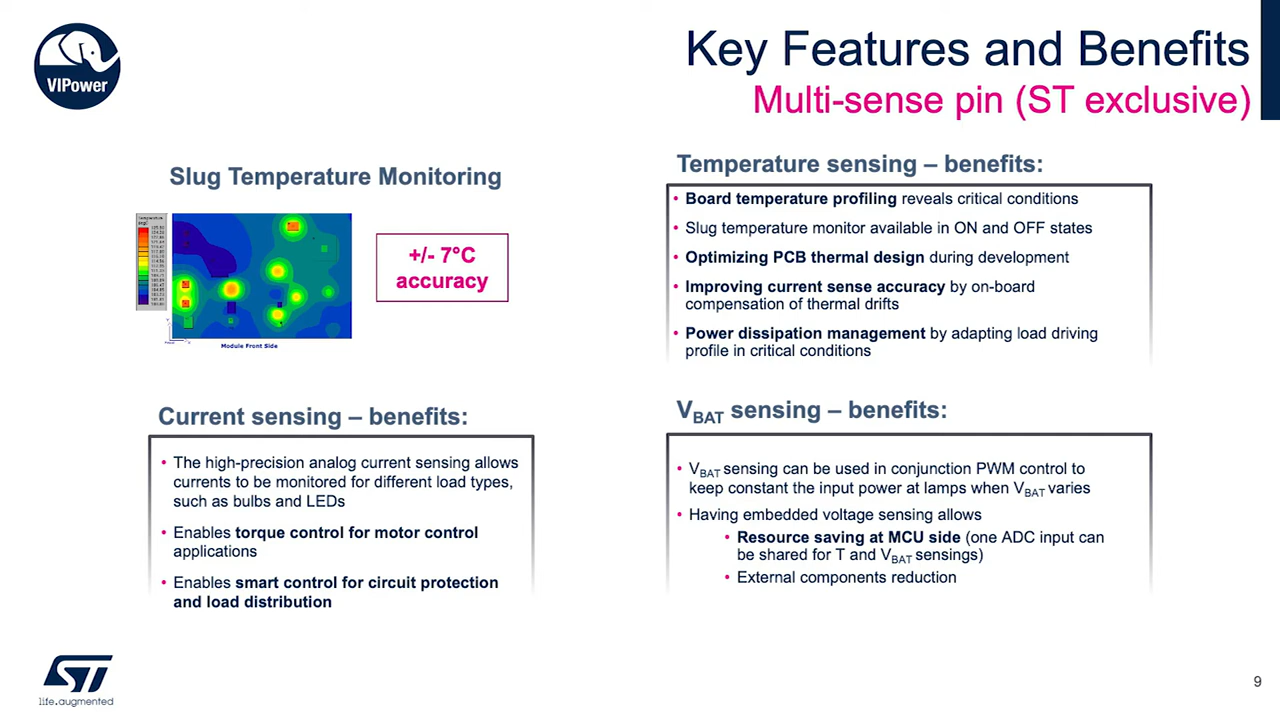 VIPower
Key Features and Benefits
Multi-sense pin (ST exclusive)
Slug Temperature Monitoring
+/- 7°C
accuracy
Module Front Side
Temperature sensing – benefits:
• Board temperature profiling reveals critical conditions
• Slug temperature monitor available in ON and OFF states
• Optimizing PCB thermal design during development
• Improving current sense accuracy by on-board
compensation of thermal drifts
• Power dissipation management by adapting load driving
profile in critical conditions
Current sensing – benefits:
• The high-precision analog current sensing allows
currents to be monitored for different load types,
such as bulbs and LEDs
• Enables torque control for motor control
applications
• Enables smart control for circuit protection
and load distribution
VBAT sensing – benefits:
• VBAT sensing can be used in conjunction PWM control to
keep constant the input power at lamps when VBAT varies
• Having embedded voltage sensing allows
• Resource saving at MCU side (one ADC input can
be shared for T and VBAT sensings)
• External components reduction
ST
life.augmented
9